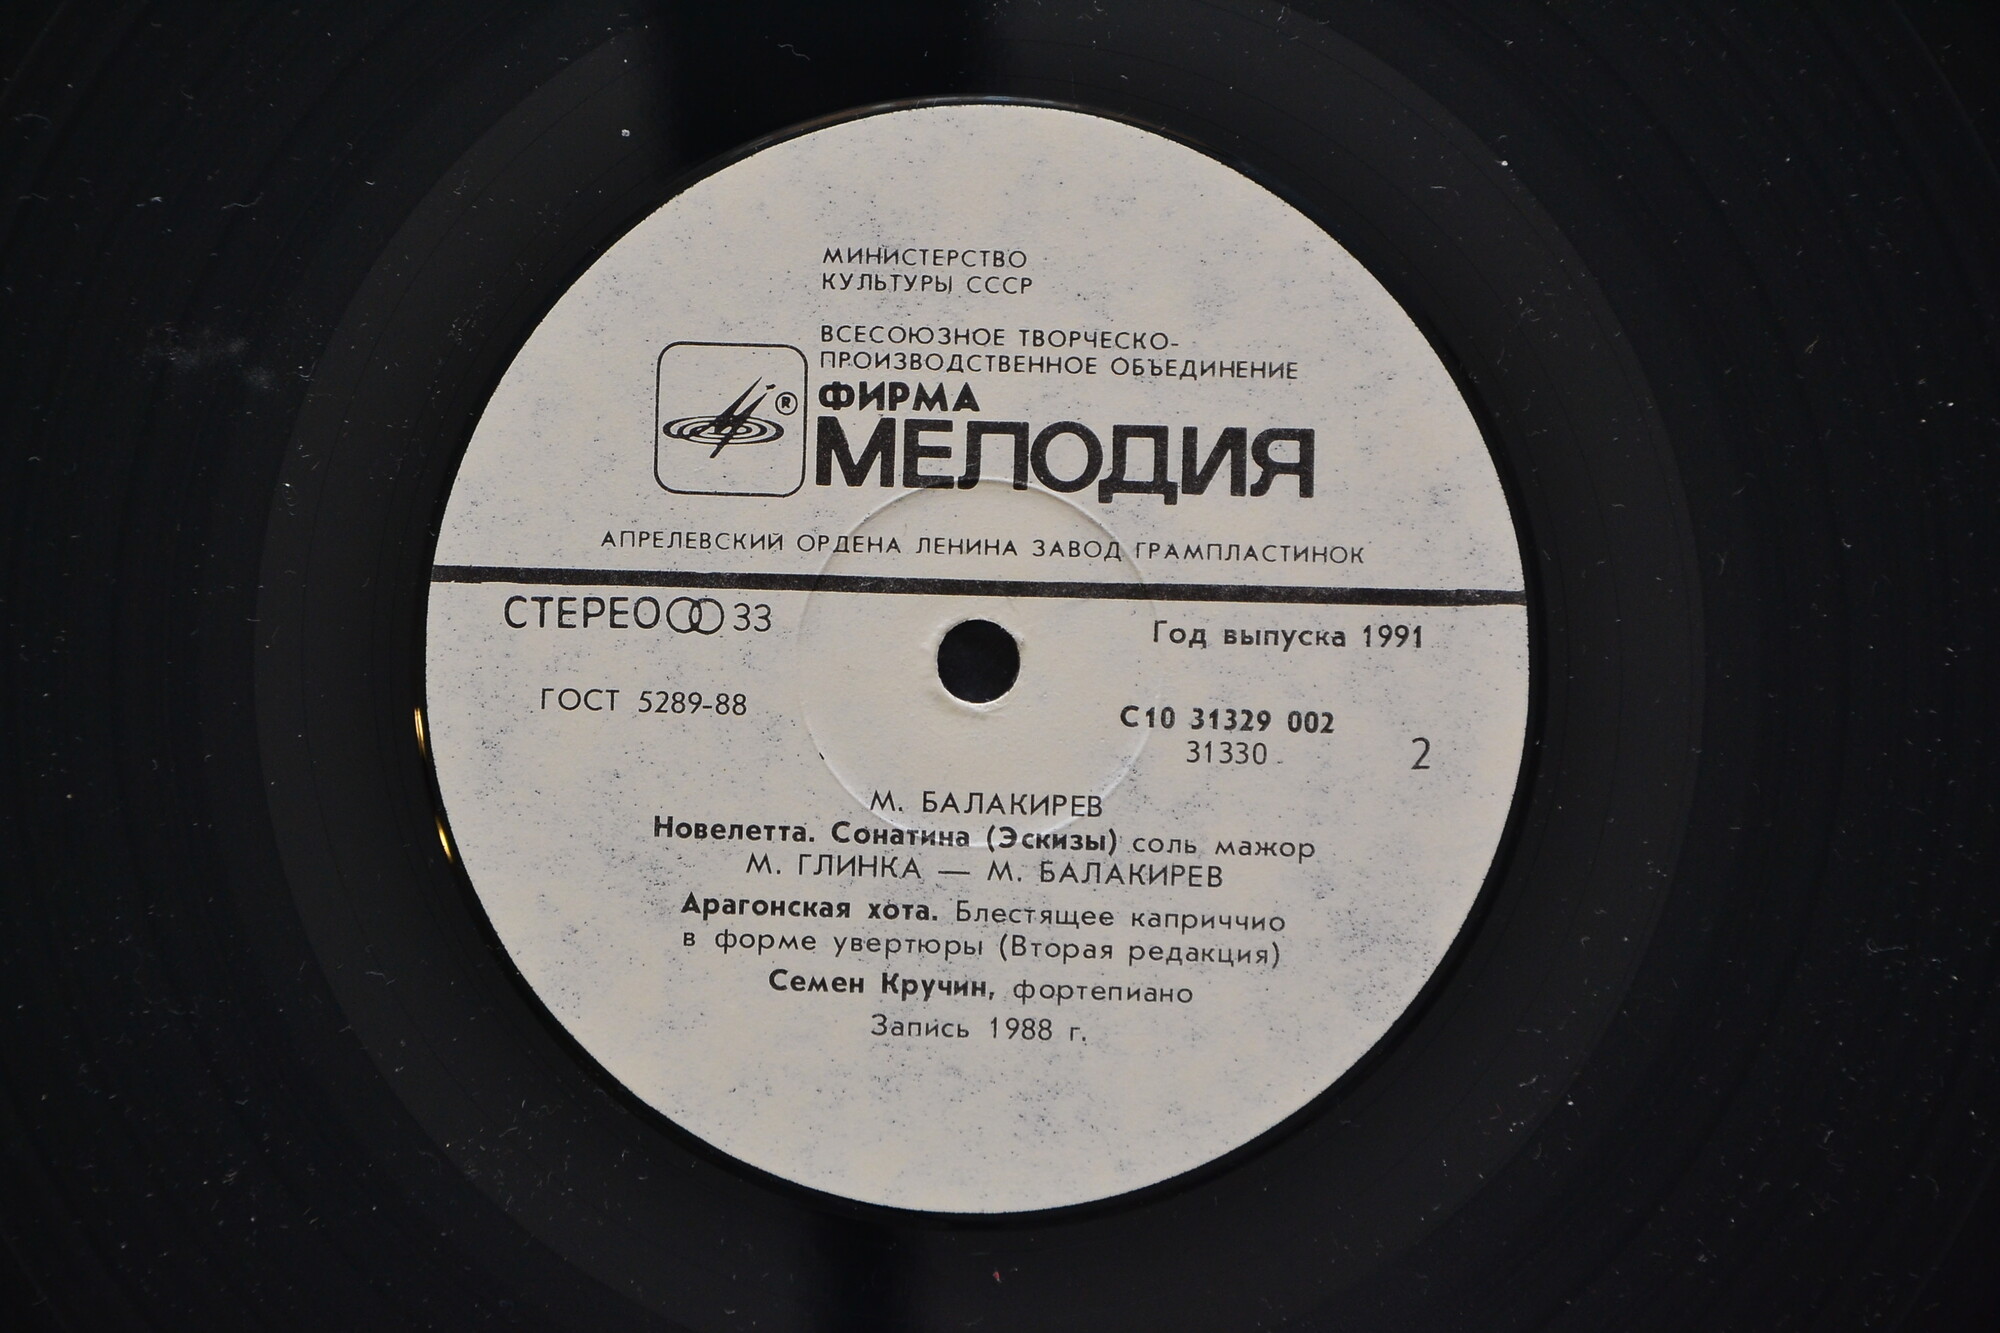 МИНИСТЕРСТВО
КУЛЬТУРЫ СССР
ВСЕСОЮЗНОЕ ТВОРЧЕСКО-
ПРОИЗВОДСТВЕННОЕ ОБЪЕДИНЕНИЕ
ФИРМА
®
МЕЛОДИЯ
АПРЕЛЕВСКИЙ ОРДЕНА ЛЕНИНА ЗАВОД ГРАМПЛАСТИНОК
СТЕРЕО 33
Год выпуска 1991
ГОСТ 5289-88
С10 31329 002
31330
2
М. БАЛАКИРЕВ
Новелетта. Сонатина (Эскизы) соль мажор
М. ГЛИНКА — М. БАЛАКИРЕВ
Арагонская хота. Блестящее каприччио
в форме увертюры (Вторая редакция)
Семен Кручин, фортепиано
Запись 1988 г.